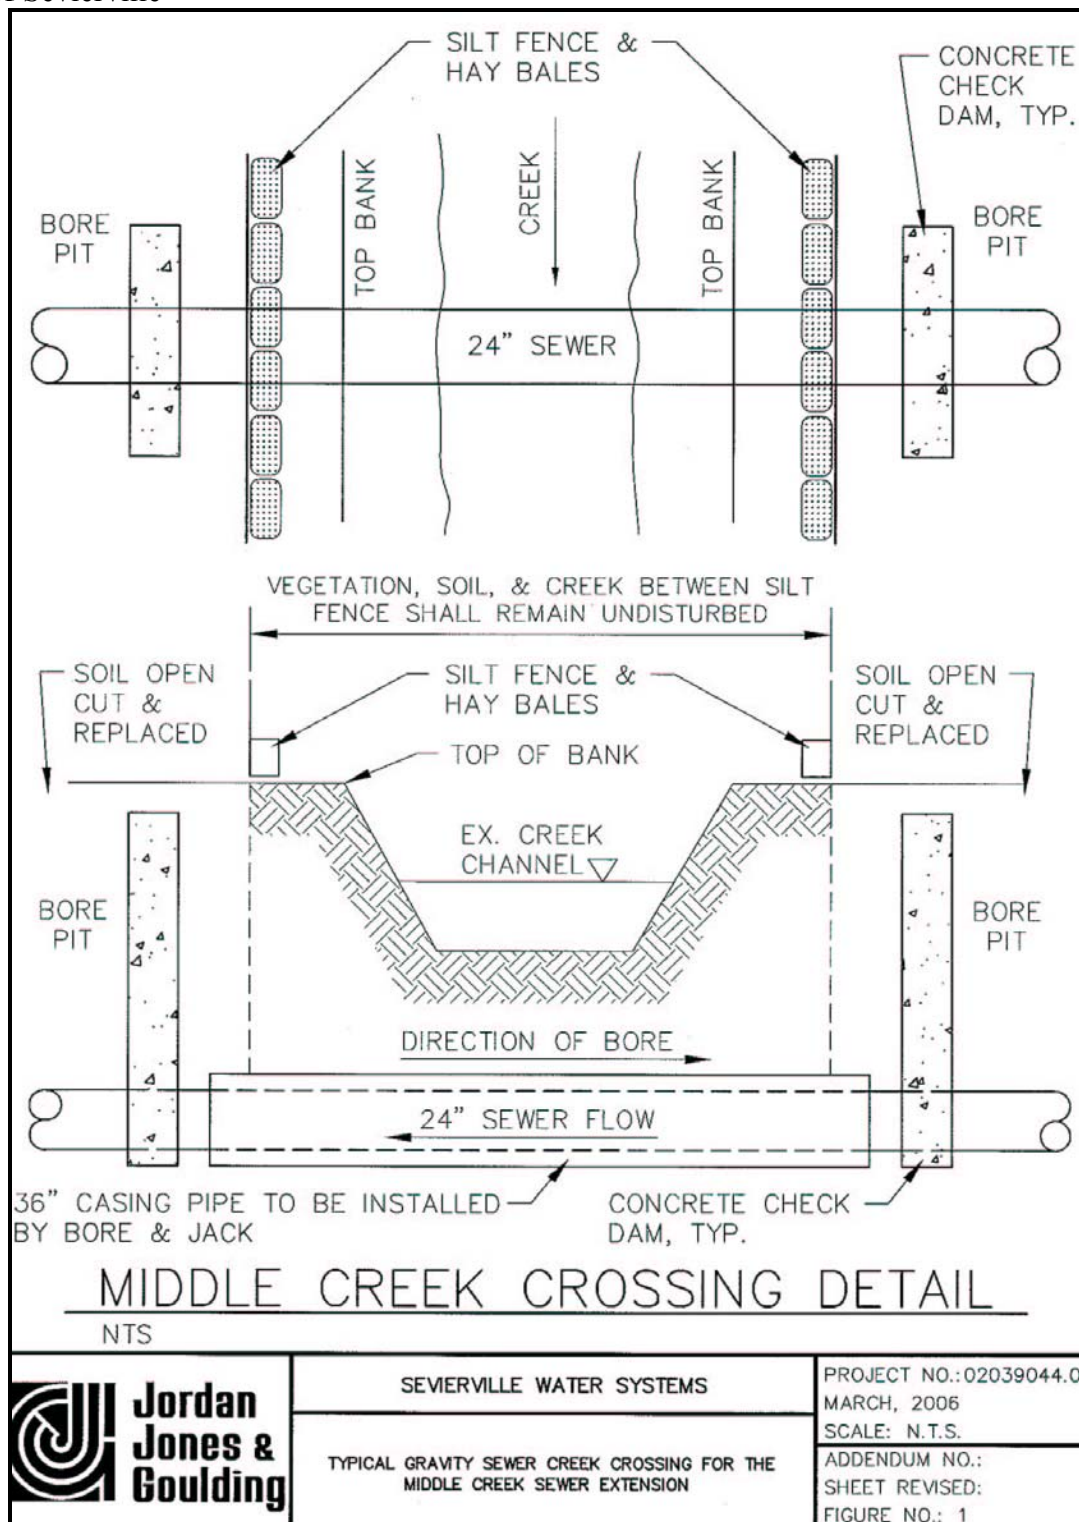 SILT FENCE &
HAY BALES
CONCRETE
CHECK
DAM, TYP.
BORE
PIT
TOP BANK
CREEK
TOP BANK
BORE
PIT
24" SEWER
VEGETATION, SOIL, & CREEK BETWEEN SILT
FENCE SHALL REMAIN UNDISTURBED
SOIL OPEN
CUT &
REPLACED
SILT FENCE &
HAY BALES
SOIL OPEN
CUT &
REPLACED
TOP OF BANK
EX. CREEK
CHANNEL
BORE
PIT
BORE
PIT
DIRECTION OF BORE
24" SEWER FLOW
36" CASING PIPE TO BE INSTALLED
BY BORE & JACK
CONCRETE CHECK
DAM, TYP.
MIDDLE CREEK CROSSING DETAIL
NTS
Jordan
Jones &
Goulding
SEVIERVILLE WATER SYSTEMS
TYPICAL GRAVITY SEWER CREEK CROSSING FOR THE
MIDDLE CREEK SEWER EXTENSION
PROJECT NO.:02039044.0
MARCH, 2006
SCALE: N.T.S.
ADDENDUM NO.:
SHEET REVISED:
FIGURE NO.: 1